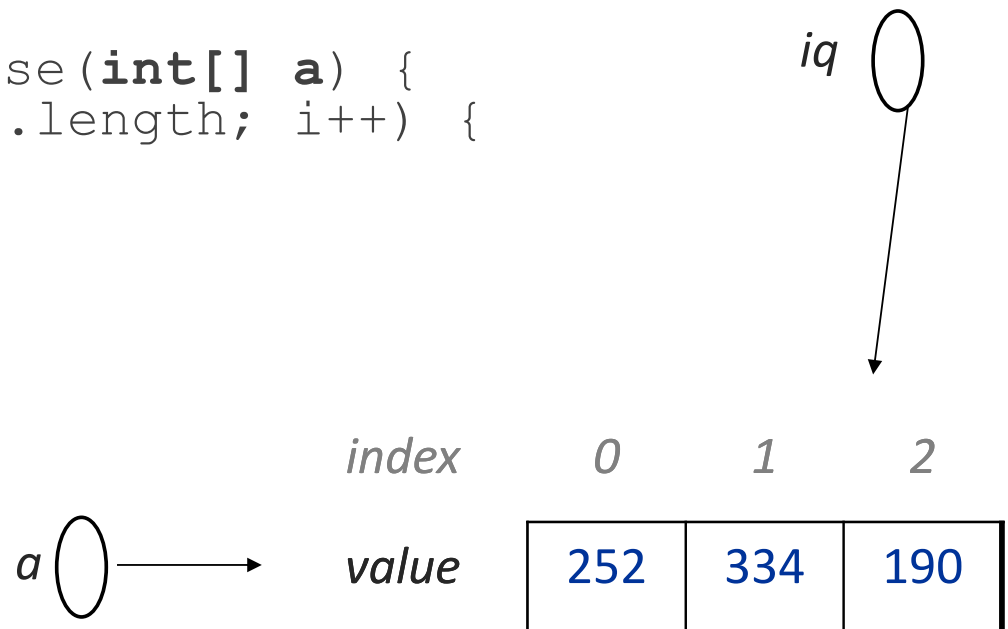 iq
se(int[] a) {
.length; i++) {
index 0 1 2
a value 252 334 190